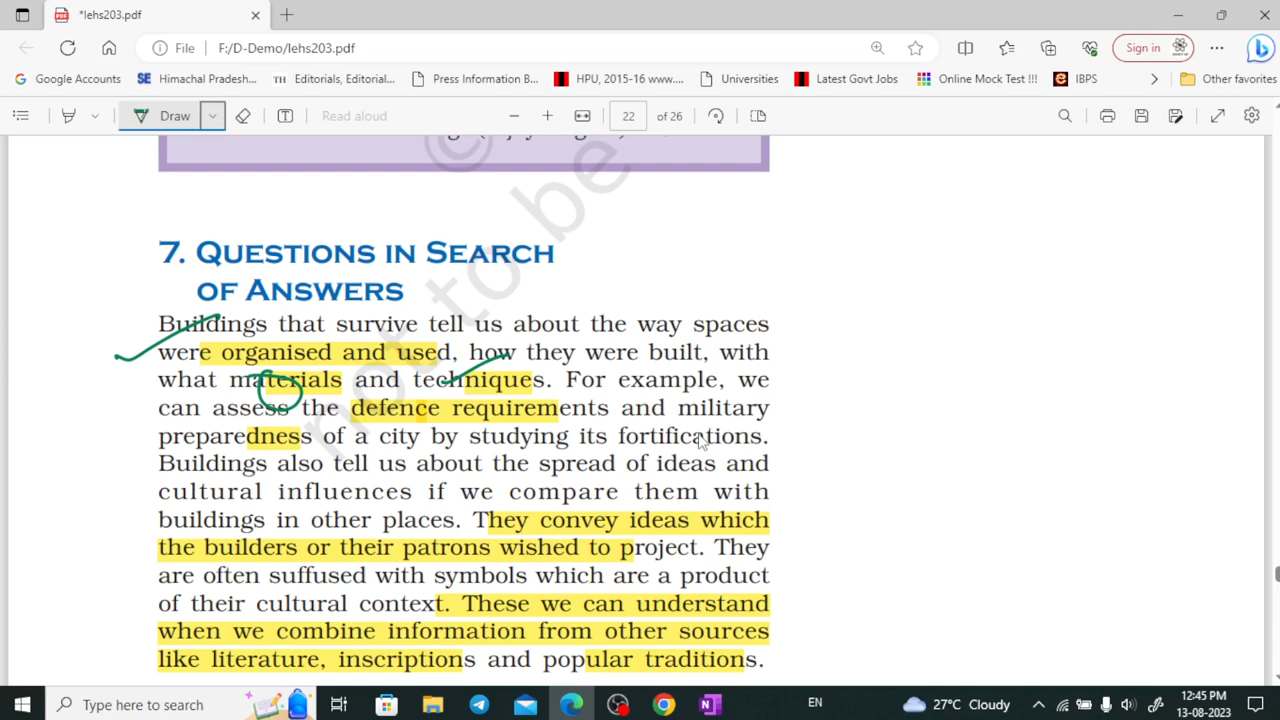 *lehs203.pdf
File F:/D-Demo/lehs203.pdf Sign in
Google Accounts Himachal Pradesh... Editorials, Editorial... Press Information B... HPU, 2015-16 www.... Universities Latest Govt Jobs Online Mock Test !!! IBPS Other favorites
Draw Read aloud 22 of 26
© not to be
7. QUESTIONS IN SEARCH
OF ANSWERS
Buildings that survive tell us about the way spaces
were organised and used, how they were built, with
what materials and techniques. For example, we
can assess the defence requirements and military
preparedness of a city by studying its fortifications.
Buildings also tell us about the spread of ideas and
cultural influences if we compare them with
buildings in other places. They convey ideas which
the builders or their patrons wished to project. They
are often suffused with symbols which are a product
of their cultural context. These we can understand
when we combine information from other sources
like literature, inscriptions and popular traditions.
Type here to search EN 27°C Cloudy 12:45 PM
13-08-2023